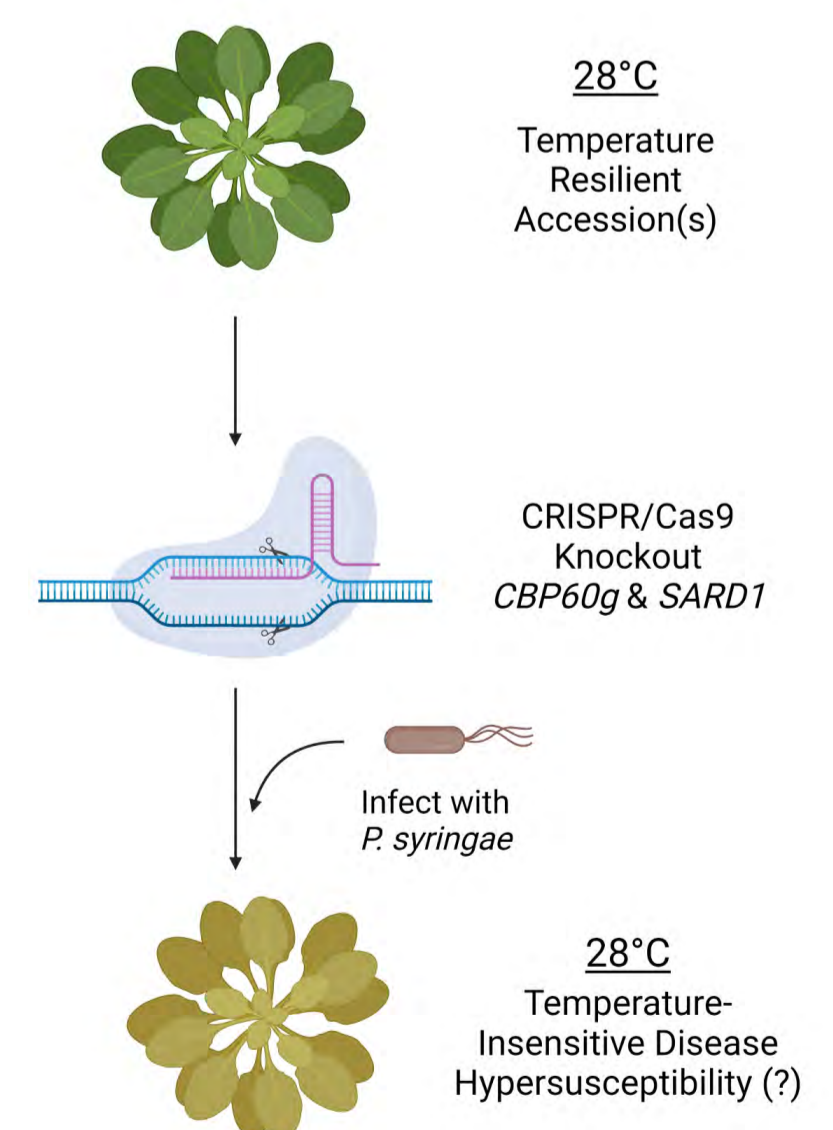 28°C
Temperature
Resilient
Accession(s)
CRISPR/Cas9
Knockout
CBP60g & SARD1
Infect with
P. syringae
28°C
Temperature-
Insensitive Disease
Hypersusceptibility (?)